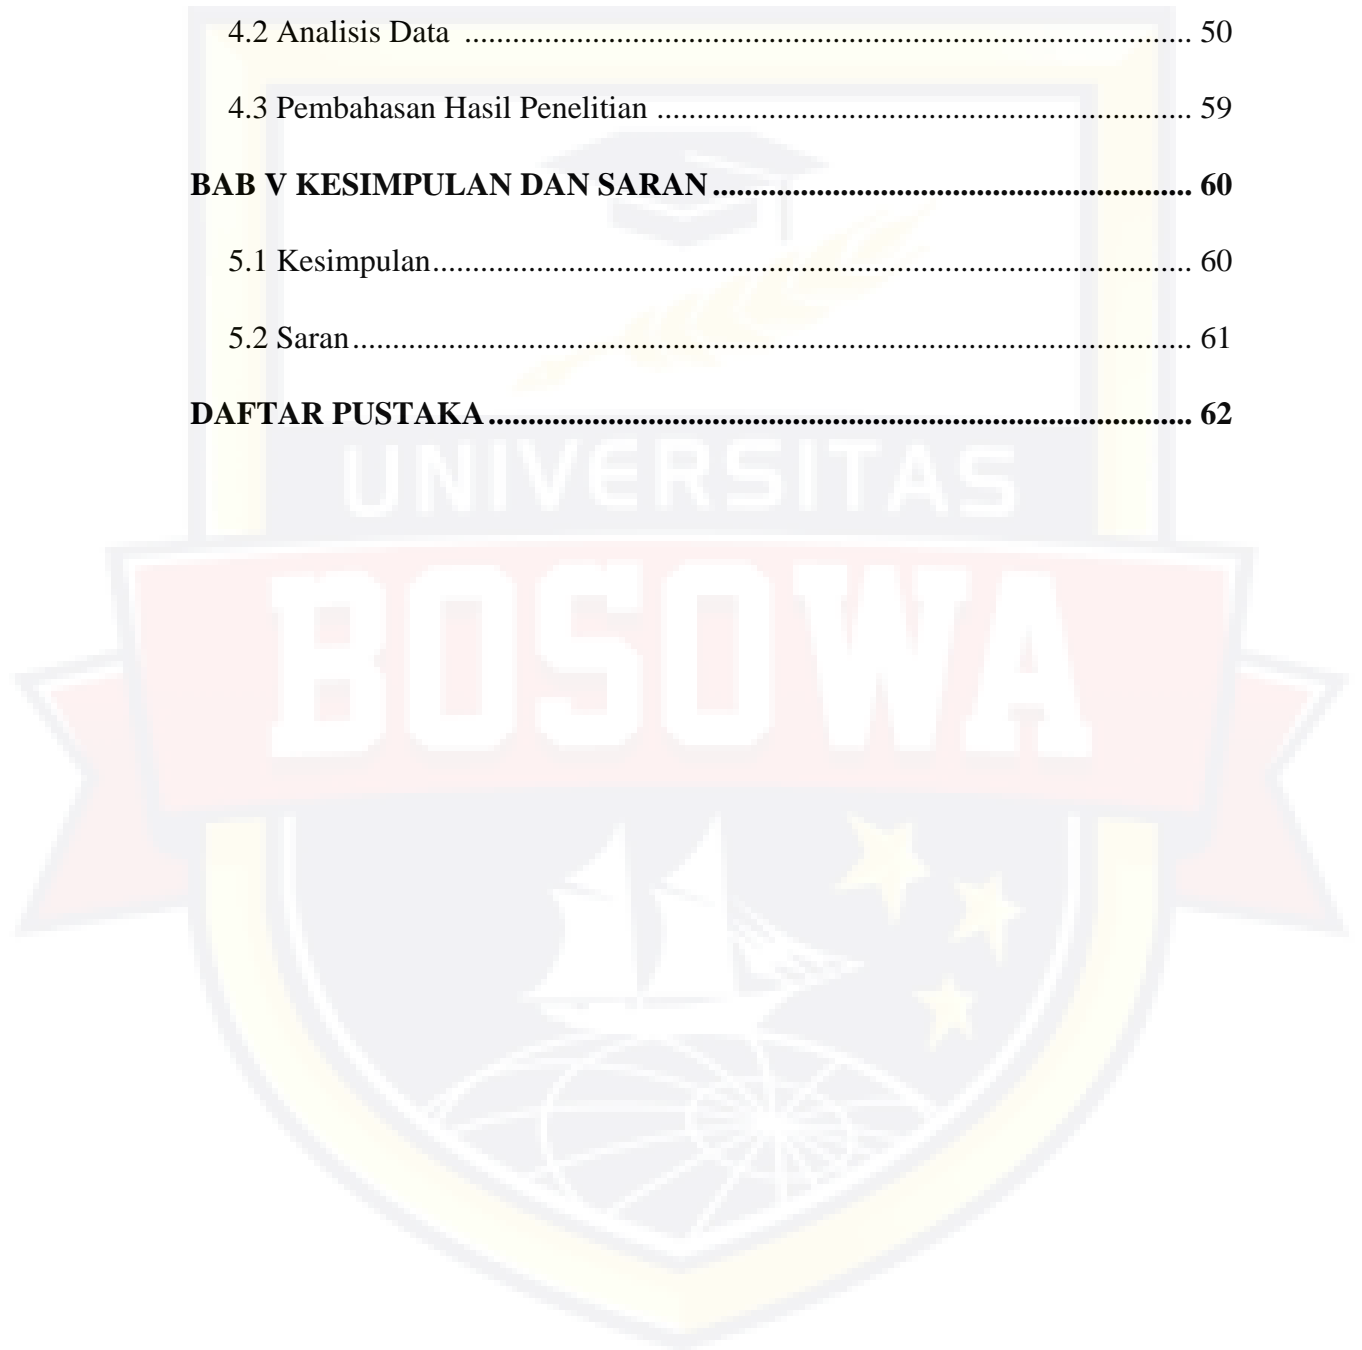 4.2 Analisis Data ............................................................................................ 50
4.3 Pembahasan Hasil Penelitian .................................................................... 59
BAB V KESIMPULAN DAN SARAN ............................................................ 60
5.1 Kesimpulan................................................................................................ 60
5.2 Saran.......................................................................................................... 61
DAFTAR PUSTAKA ......................................................................................... 62
UNIVERSITAS
BOSOWA